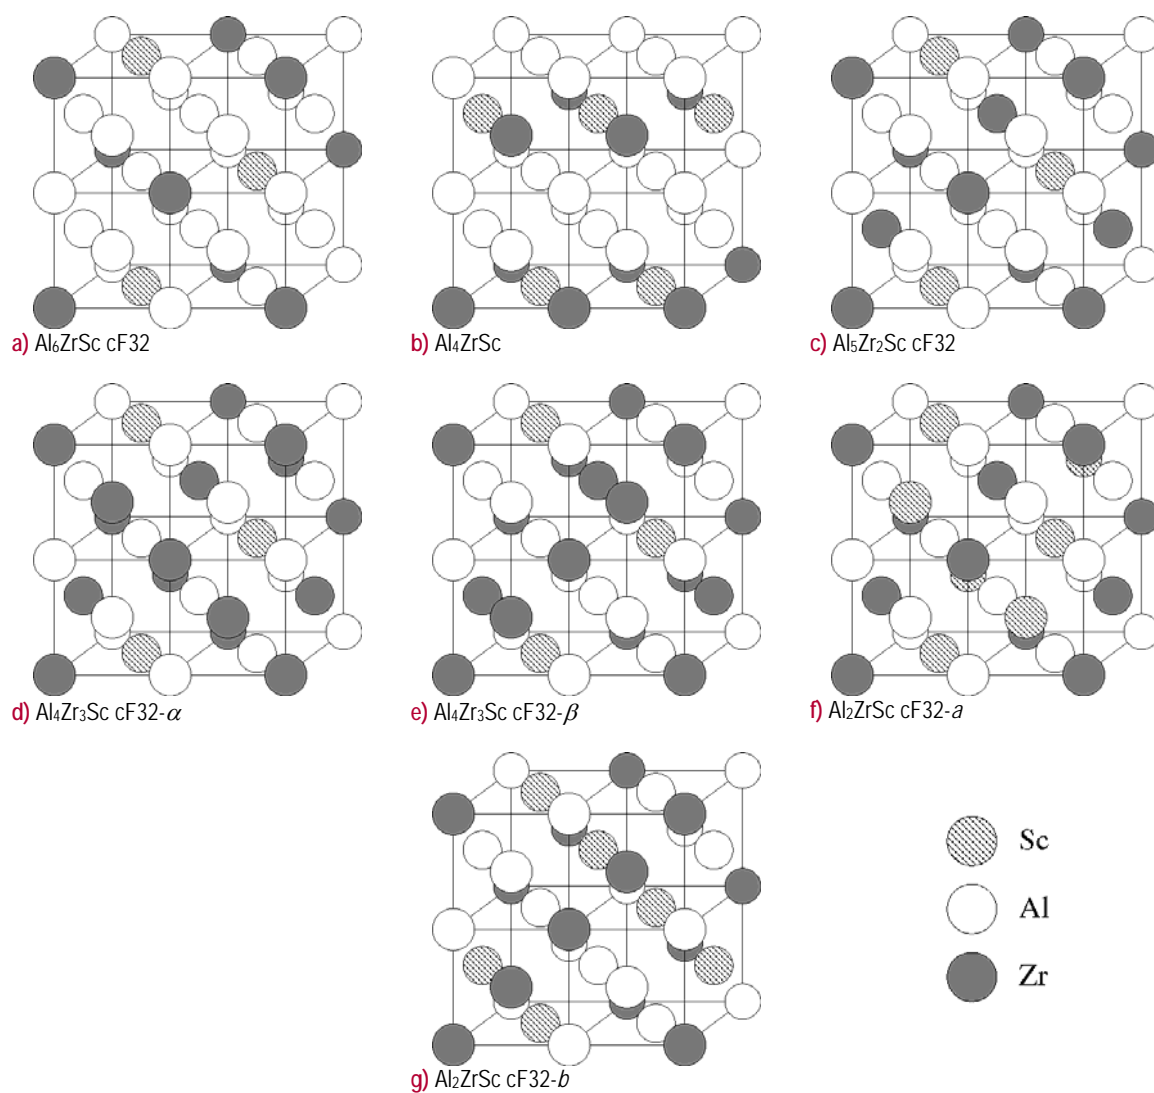 a) Al₆ZrSc cF32
b) Al₄ZrSc
c) Al₅Zr₂Sc cF32
d) Al₄Zr₃Sc cF32-α
e) Al₄Zr₃Sc cF32-β
f) Al₂ZrSc cF32-a
g) Al₂ZrSc cF32-b
Sc
Al
Zr